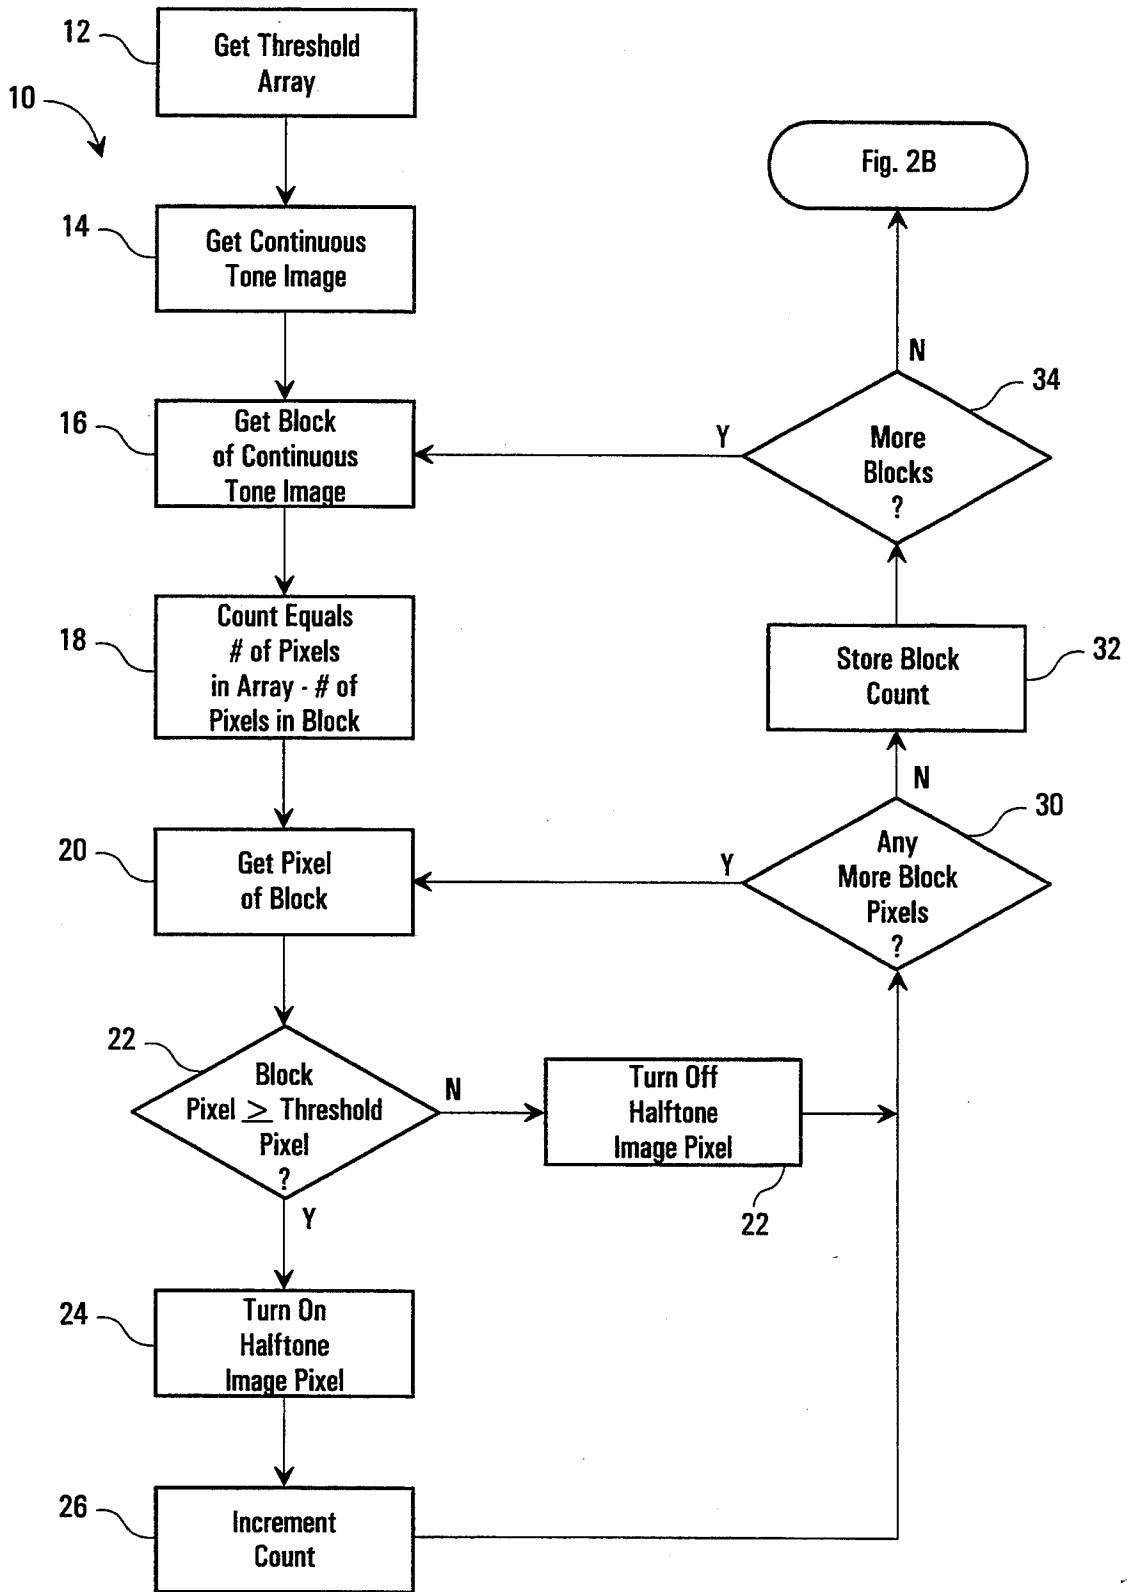 12
Get Threshold
Array
10
Fig. 2B
14
Get Continuous
Tone Image
N
34
16
Get Block
of Continuous
Tone Image
Y
More
Blocks
?
18
Count Equals
# of Pixels
in Array - # of
Pixels in Block
Store Block
Count
32
N
30
20
Get Pixel
of Block
Y
Any
More Block
Pixels
?
22
Block
Pixel ≥ Threshold
Pixel
?
N
Turn Off
Halftone
Image Pixel
22
Y
24
Turn On
Halftone
Image Pixel
26
Increment
Count